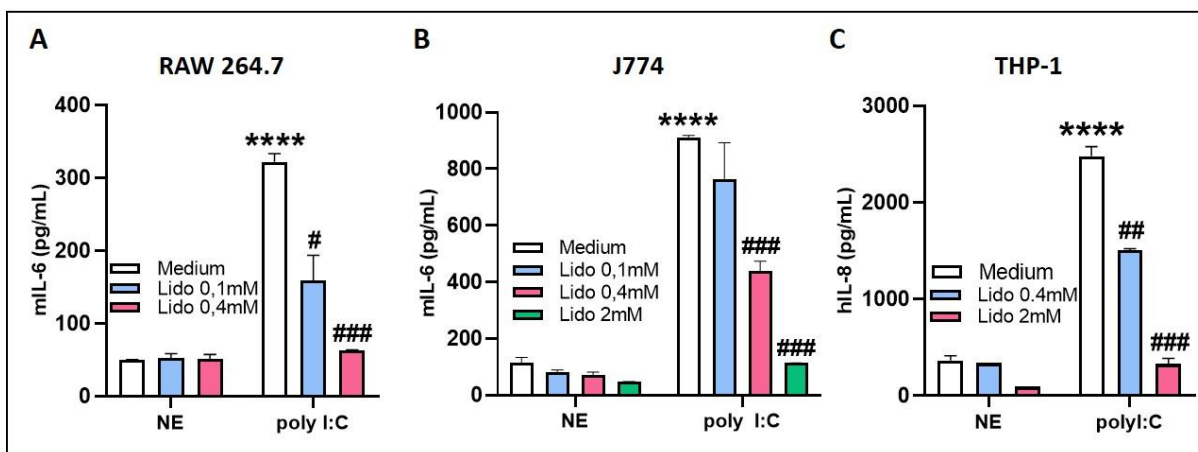 A
RAW 264.7
mIL-6 (pg/mL)
400
300
200
100
0
****
#
###
Medium
Lido 0,1mM
Lido 0,4mM
NE
poly I:C
B
J774
mIL-6 (pg/mL)
1000
800
600
400
200
0
****
###
###
Medium
Lido 0,1mM
Lido 0,4mM
Lido 2mM
NE
poly I:C
C
THP-1
hIL-8 (pg/mL)
3000
2000
1000
0
****
##
###
Medium
Lido 0.4mM
Lido 2mM
NE
polyI:C